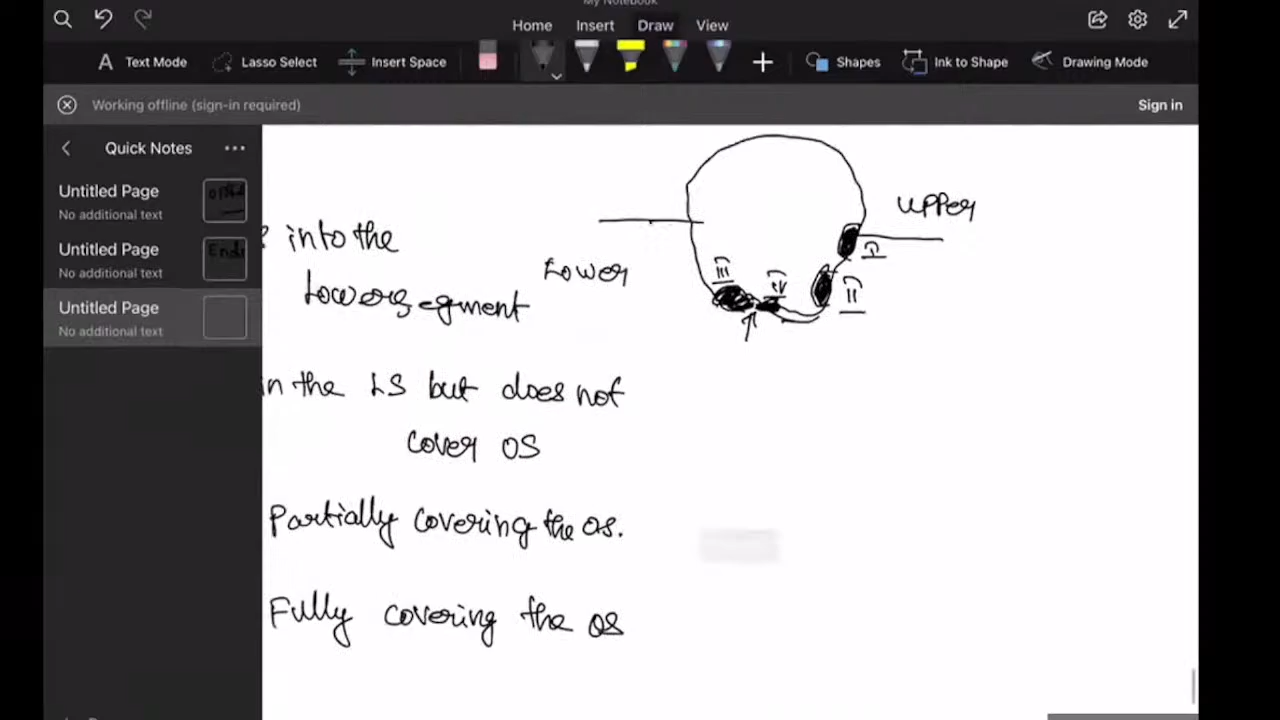 My Notebook
Home Insert Draw View
Text Mode Lasso Select Insert Space Shapes Ink to Shape Drawing Mode
Working offline (sign-in required) Sign in
Quick Notes
Untitled Page
No additional text
Untitled Page
No additional text
Untitled Page
No additional text
into the
Lower segment
in the LS but does not
cover OS
Partially covering the os.
Fully covering the os
Upper
Lower
I
II
III
IV